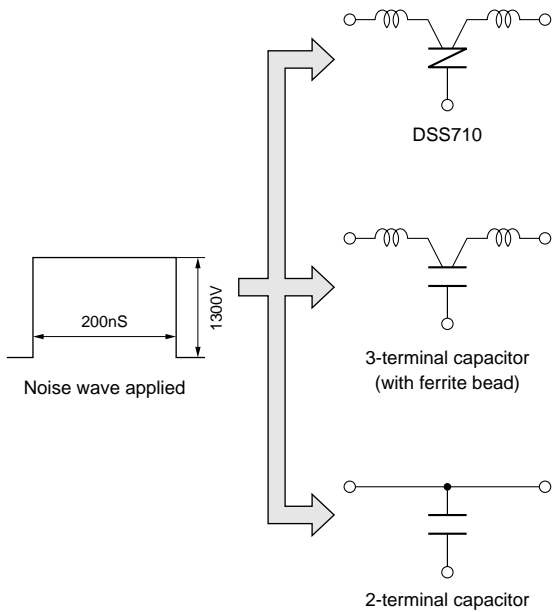 DSS710
200nS
1300V
Noise wave applied
3-terminal capacitor
(with ferrite bead)
2-terminal capacitor